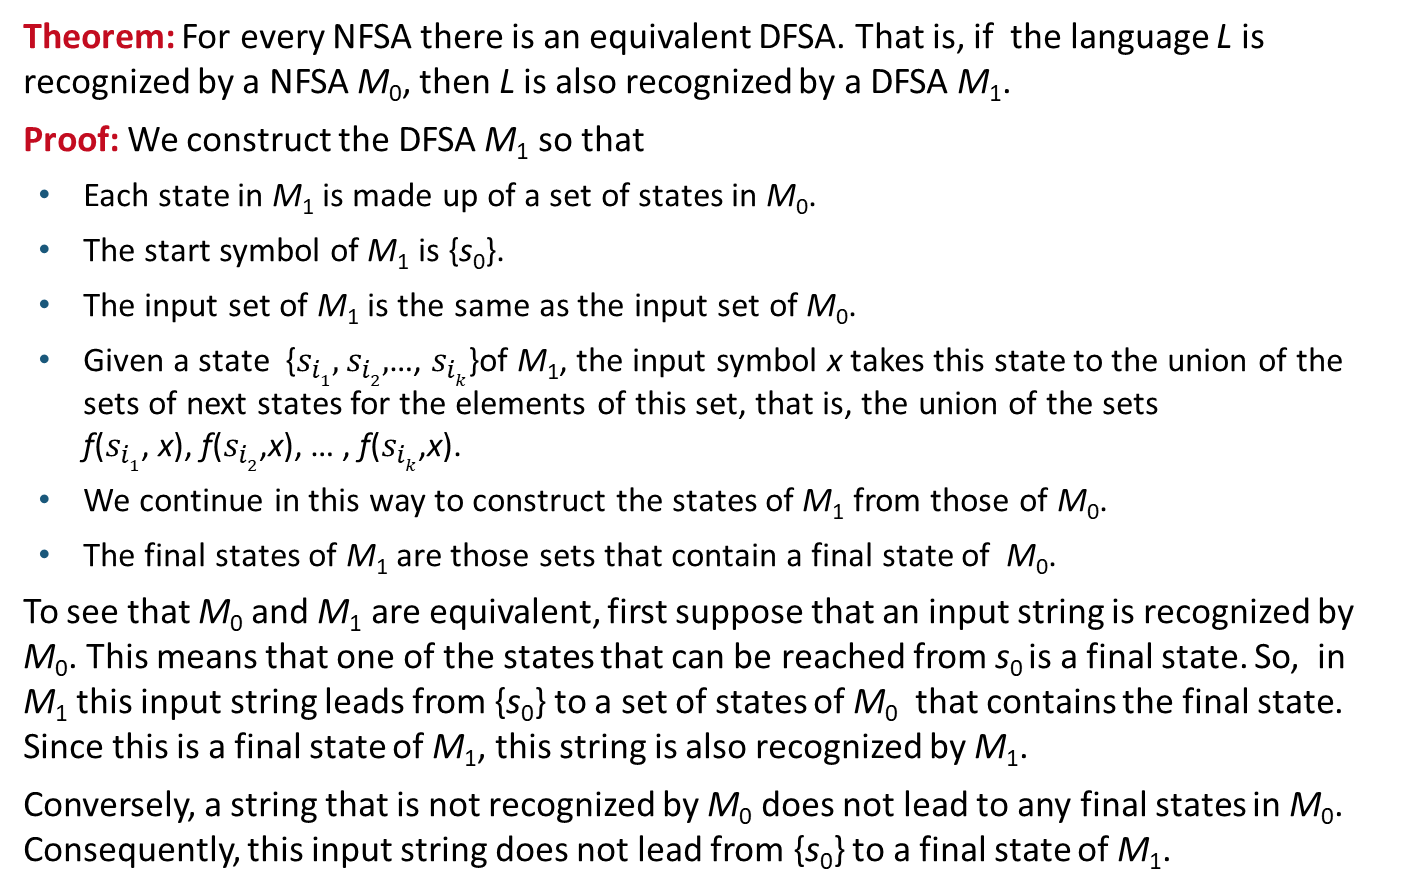 Theorem: For every NFSA there is an equivalent DFSA. That is, if the language L is
recognized by a NFSA M₀, then L is also recognized by a DFSA M₁.
Proof: We construct the DFSA M₁ so that
• Each state in M₁ is made up of a set of states in M₀.
• The start symbol of M₁ is {s₀}.
• The input set of M₁ is the same as the input set of M₀.
• Given a state {s_{i₁}, s_{i₂},..., s_{i_k}}of M₁, the input symbol x takes this state to the union of the
sets of next states for the elements of this set, that is, the union of the sets
f(s_{i₁}, x), f(s_{i₂},x), ... , f(s_{i_k},x).
• We continue in this way to construct the states of M₁ from those of M₀.
• The final states of M₁ are those sets that contain a final state of M₀.
To see that M₀ and M₁ are equivalent, first suppose that an input string is recognized by
M₀. This means that one of the states that can be reached from s₀ is a final state. So, in
M₁ this input string leads from {s₀} to a set of states of M₀ that contains the final state.
Since this is a final state of M₁, this string is also recognized by M₁.
Conversely, a string that is not recognized by M₀ does not lead to any final states in M₀.
Consequently, this input string does not lead from {s₀} to a final state of M₁.